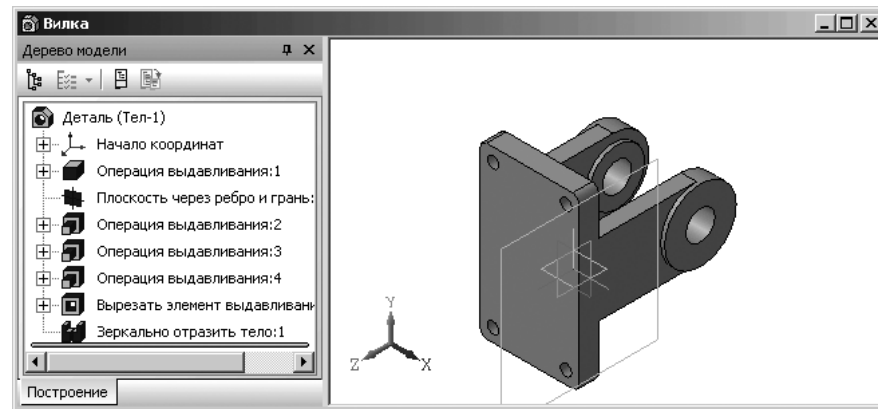 Вилка
Дерево модели
Деталь (Тел-1)
Начало координат
Операция выдавливания:1
Плоскость через ребро и грань:
Операция выдавливания:2
Операция выдавливания:3
Операция выдавливания:4
Вырезать элемент выдавливани
Зеркально отразить тело:1
Построение
Y
Z
X